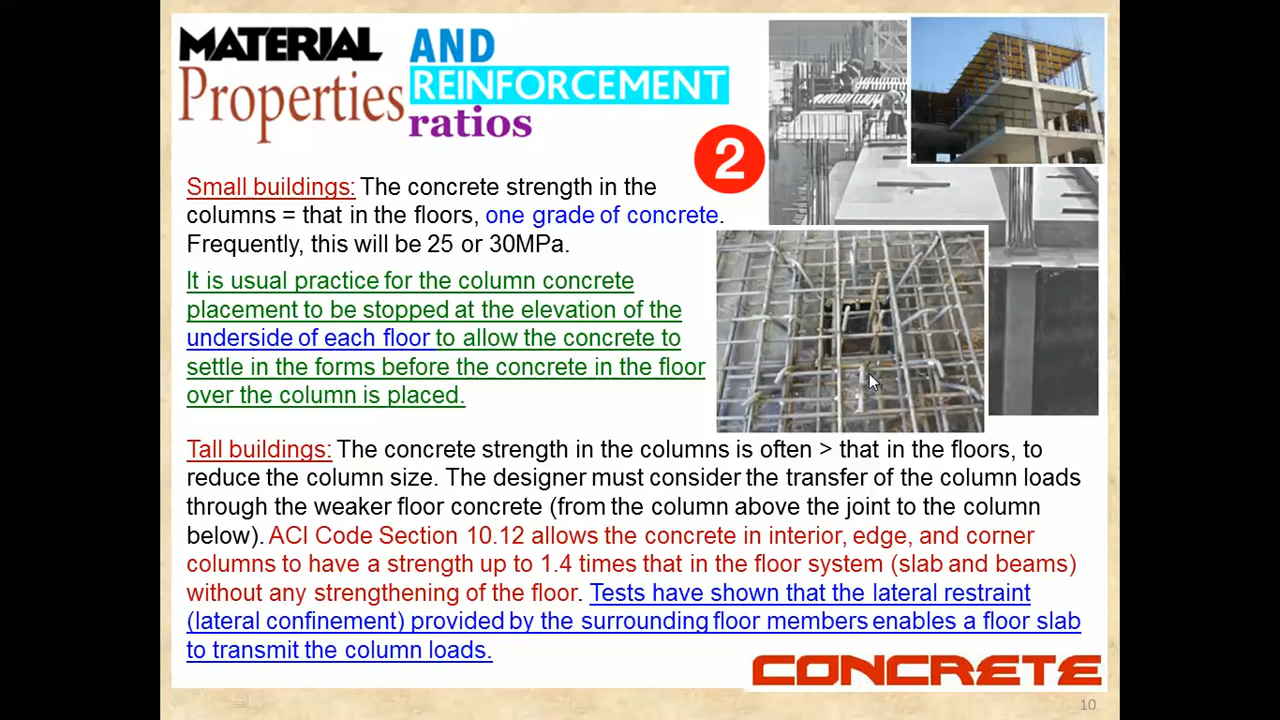 MATERIAL AND
Properties REINFORCEMENT
ratios
2
Small buildings: The concrete strength in the
columns = that in the floors, one grade of concrete.
Frequently, this will be 25 or 30MPa.
It is usual practice for the column concrete
placement to be stopped at the elevation of the
underside of each floor to allow the concrete to
settle in the forms before the concrete in the floor
over the column is placed.
Tall buildings: The concrete strength in the columns is often > that in the floors, to
reduce the column size. The designer must consider the transfer of the column loads
through the weaker floor concrete (from the column above the joint to the column
below). ACI Code Section 10.12 allows the concrete in interior, edge, and corner
columns to have a strength up to 1.4 times that in the floor system (slab and beams)
without any strengthening of the floor. Tests have shown that the lateral restraint
(lateral confinement) provided by the surrounding floor members enables a floor slab
to transmit the column loads.
CONCRETE
10